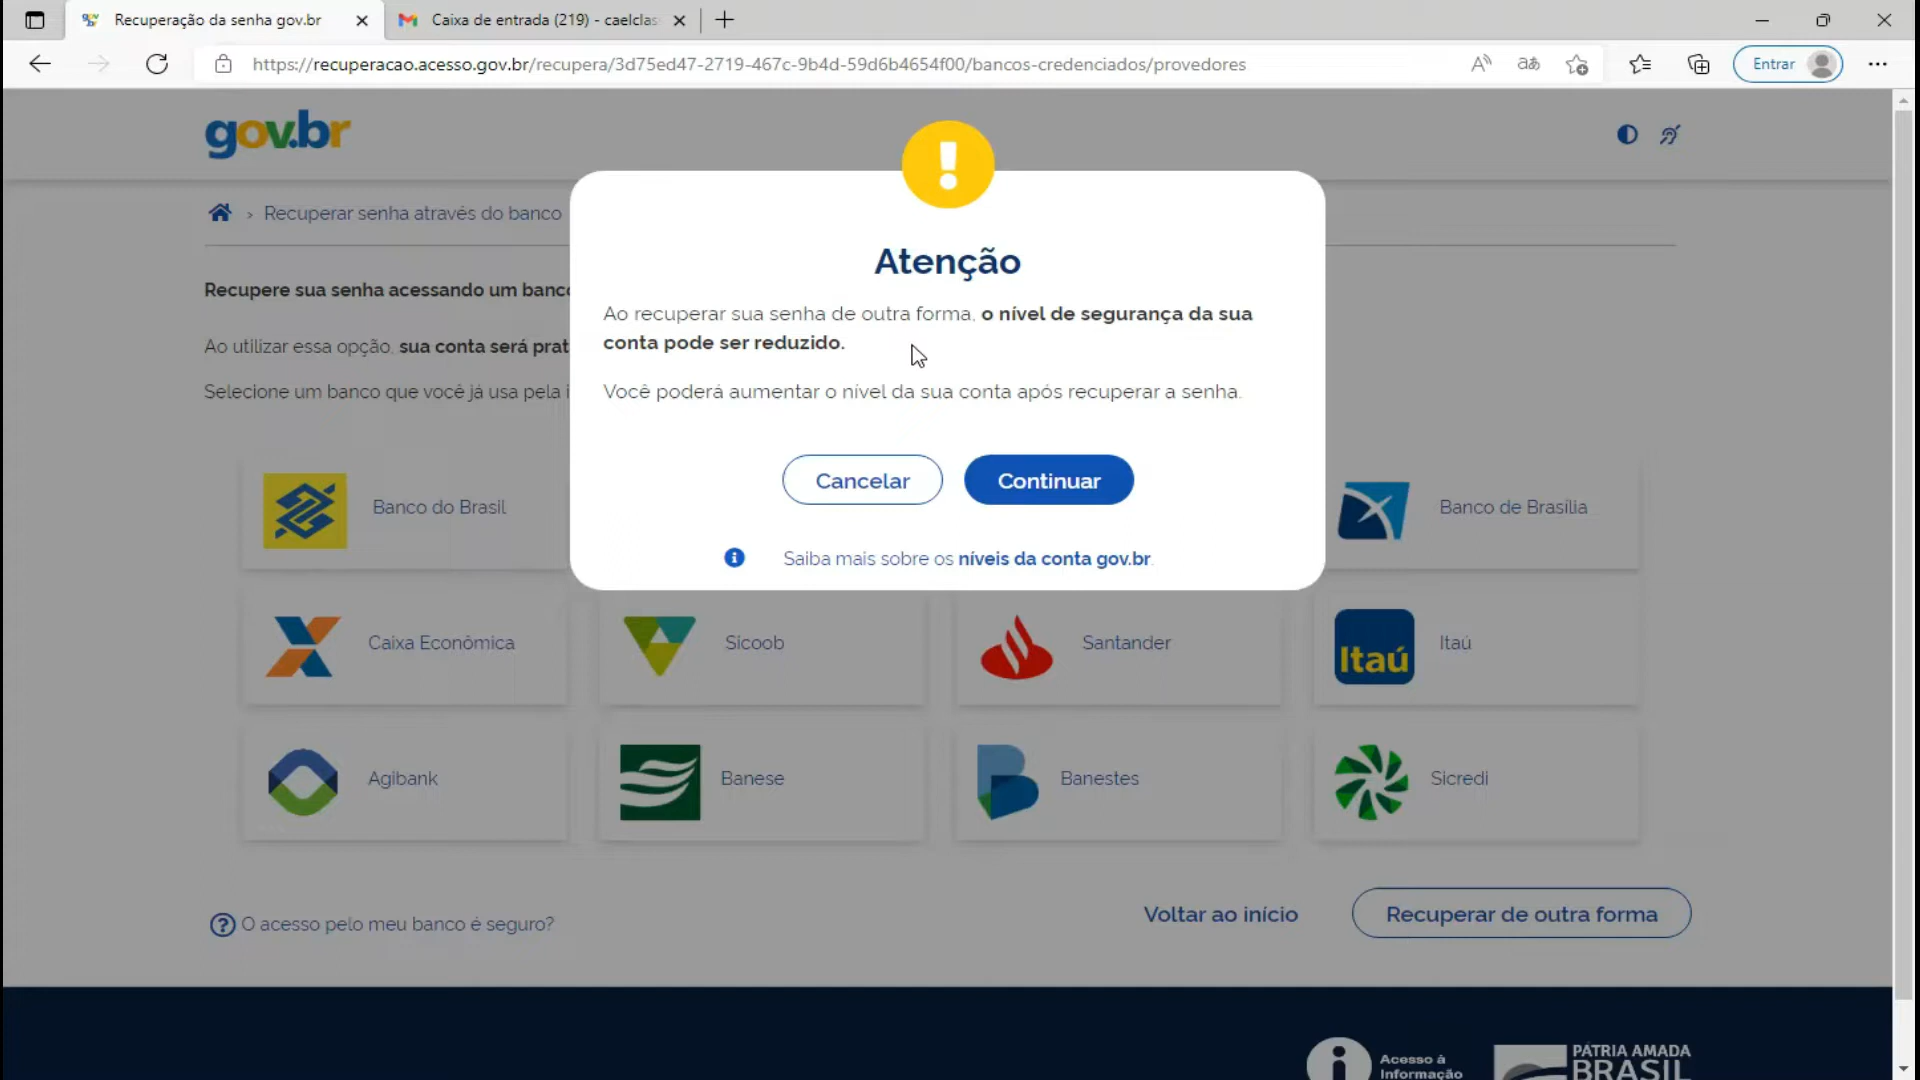 Recuperação da senha gov.br
Caixa de entrada (219) - caelclas
https://recuperacao.acesso.gov.br/recupera/3d75ed47-2719-467c-9b4d-59d6b4654f00/bancos-credenciados/provedores
Entrar
gov.br
Recuperar senha através do banco
Recupere sua senha acessando um banco
Ao utilizar essa opção, sua conta será prat
Selecione um banco que você já usa pela i
Atenção
Ao recuperar sua senha de outra forma, o nível de segurança da sua
conta pode ser reduzido.
Você poderá aumentar o nível da sua conta após recuperar a senha.
Cancelar
Continuar
Saiba mais sobre os níveis da conta gov.br.
Banco do Brasil
Banco de Brasília
Caixa Econômica
Sicoob
Santander
Itaú
Itaú
Agibank
Banese
Banestes
Sicredi
O acesso pelo meu banco é seguro?
Voltar ao início
Recuperar de outra forma
Acesso à
Informação
PÁTRIA AMADA
BRASIL